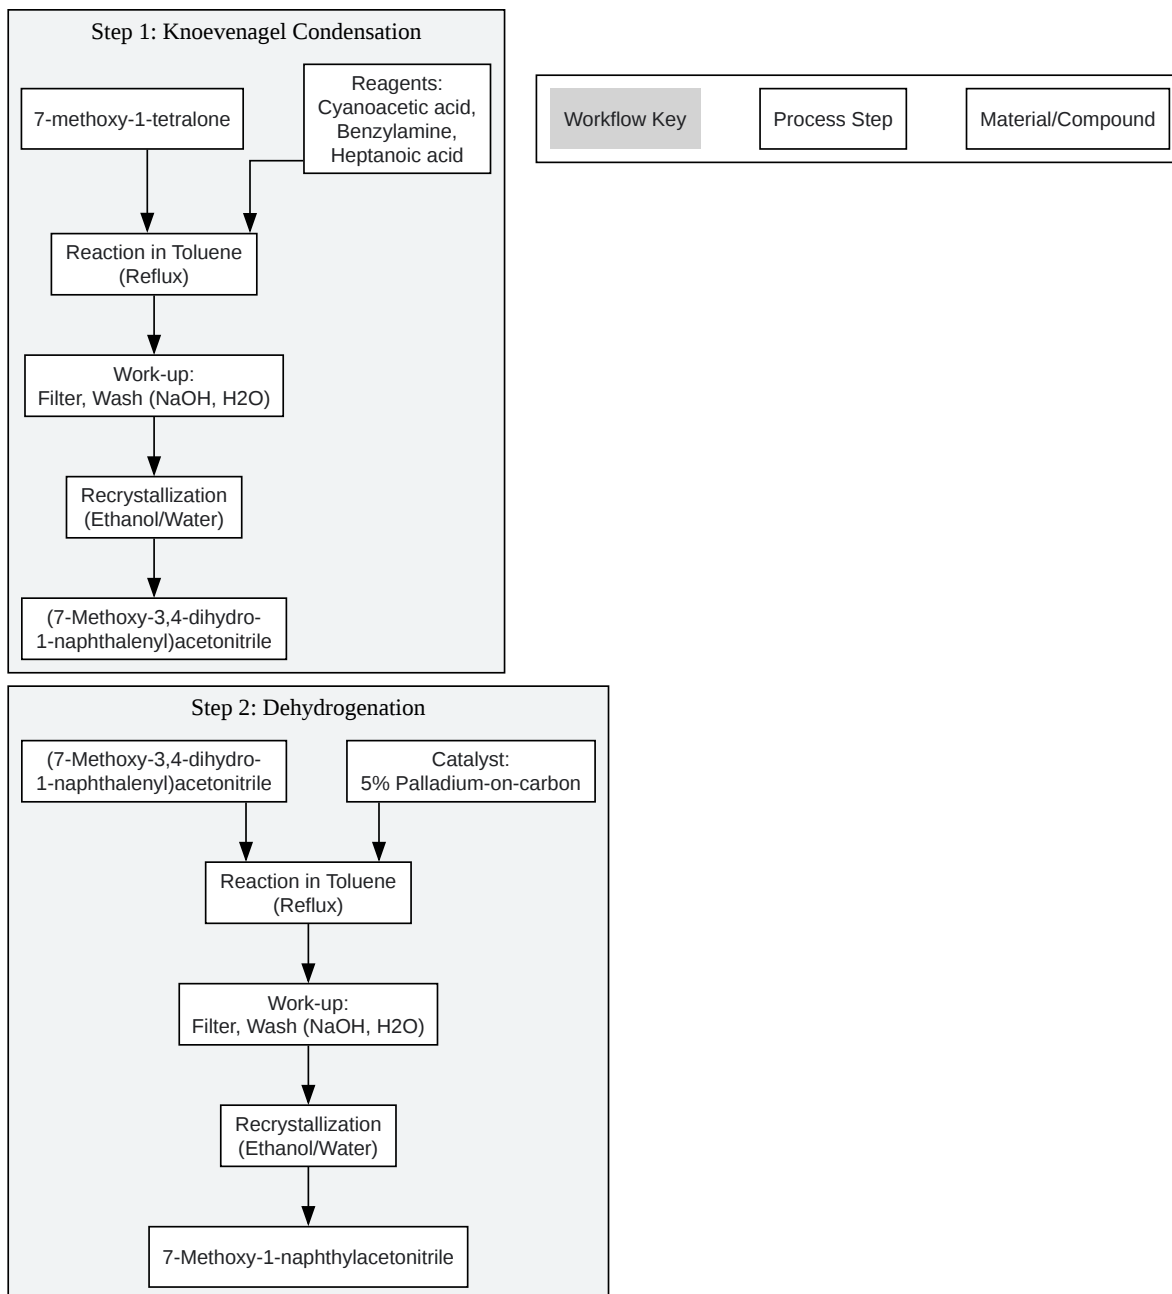 Step 1: Knoevenagel Condensation
7-methoxy-1-tetralone
Reagents:
Cyanoacetic acid,
Benzylamine,
Heptanoic acid
Reaction in Toluene
(Reflux)
Work-up:
Filter, Wash (NaOH, H2O)
Recrystallization
(Ethanol/Water)
(7-Methoxy-3,4-dihydro-
1-naphthalenyl)acetonitrile
Workflow Key
Process Step
Material/Compound
Step 2: Dehydrogenation
(7-Methoxy-3,4-dihydro-
1-naphthalenyl)acetonitrile
Catalyst:
5% Palladium-on-carbon
Reaction in Toluene
(Reflux)
Work-up:
Filter, Wash (NaOH, H2O)
Recrystallization
(Ethanol/Water)
7-Methoxy-1-naphthylacetonitrile